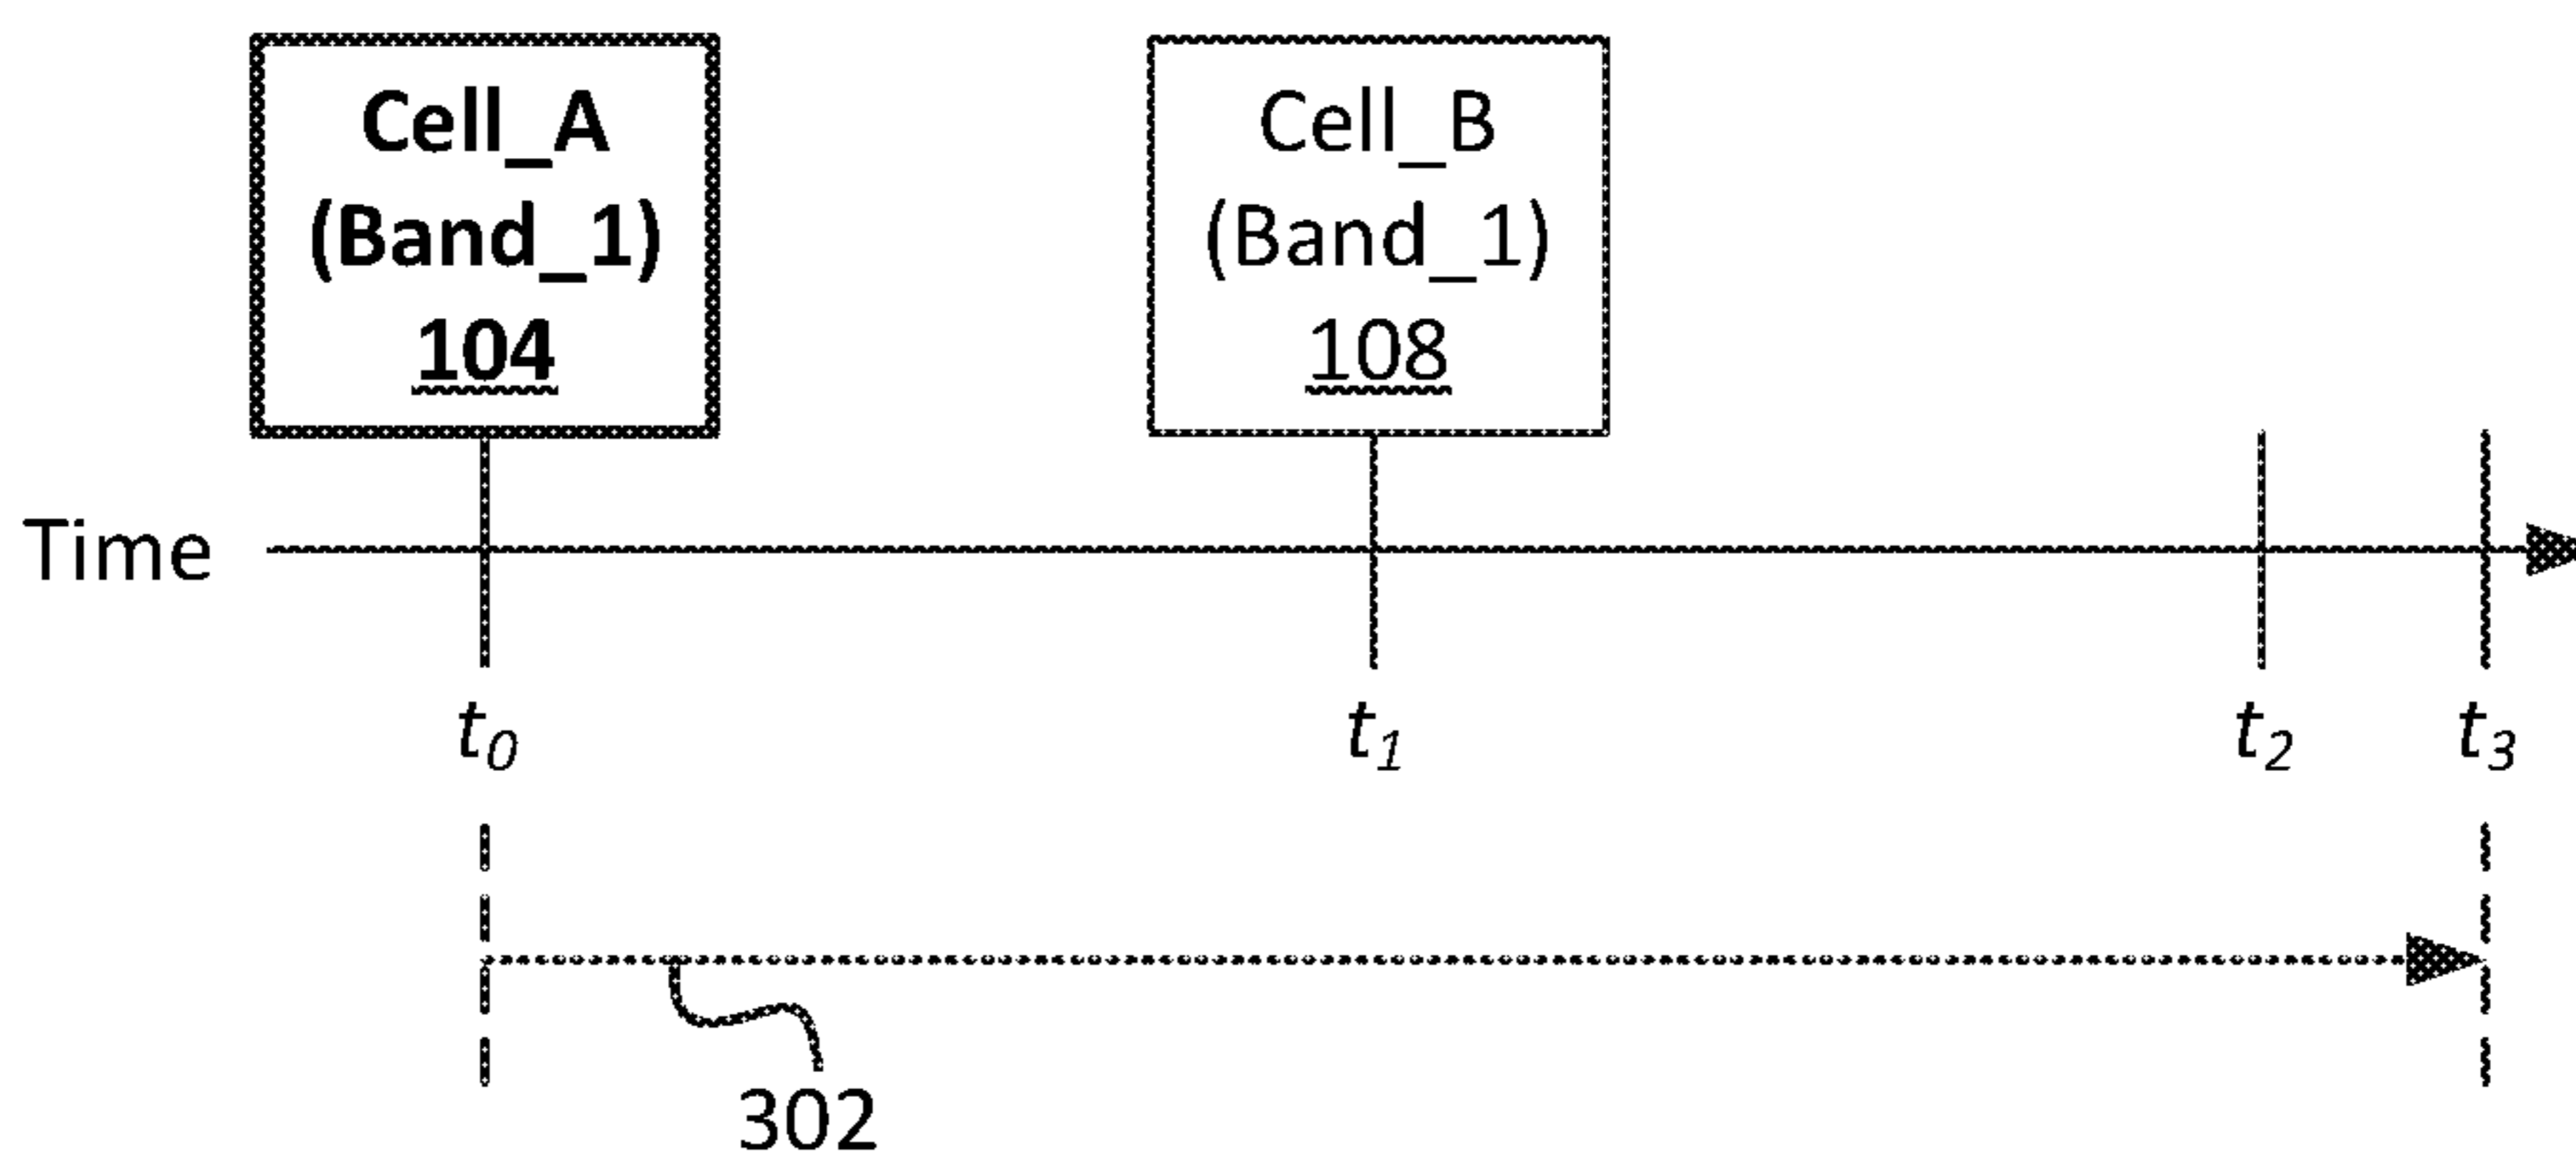 Cell_A
(Band_1)
104
Cell_B
(Band_1)
108
Time
t0
t1
t2
t3
302